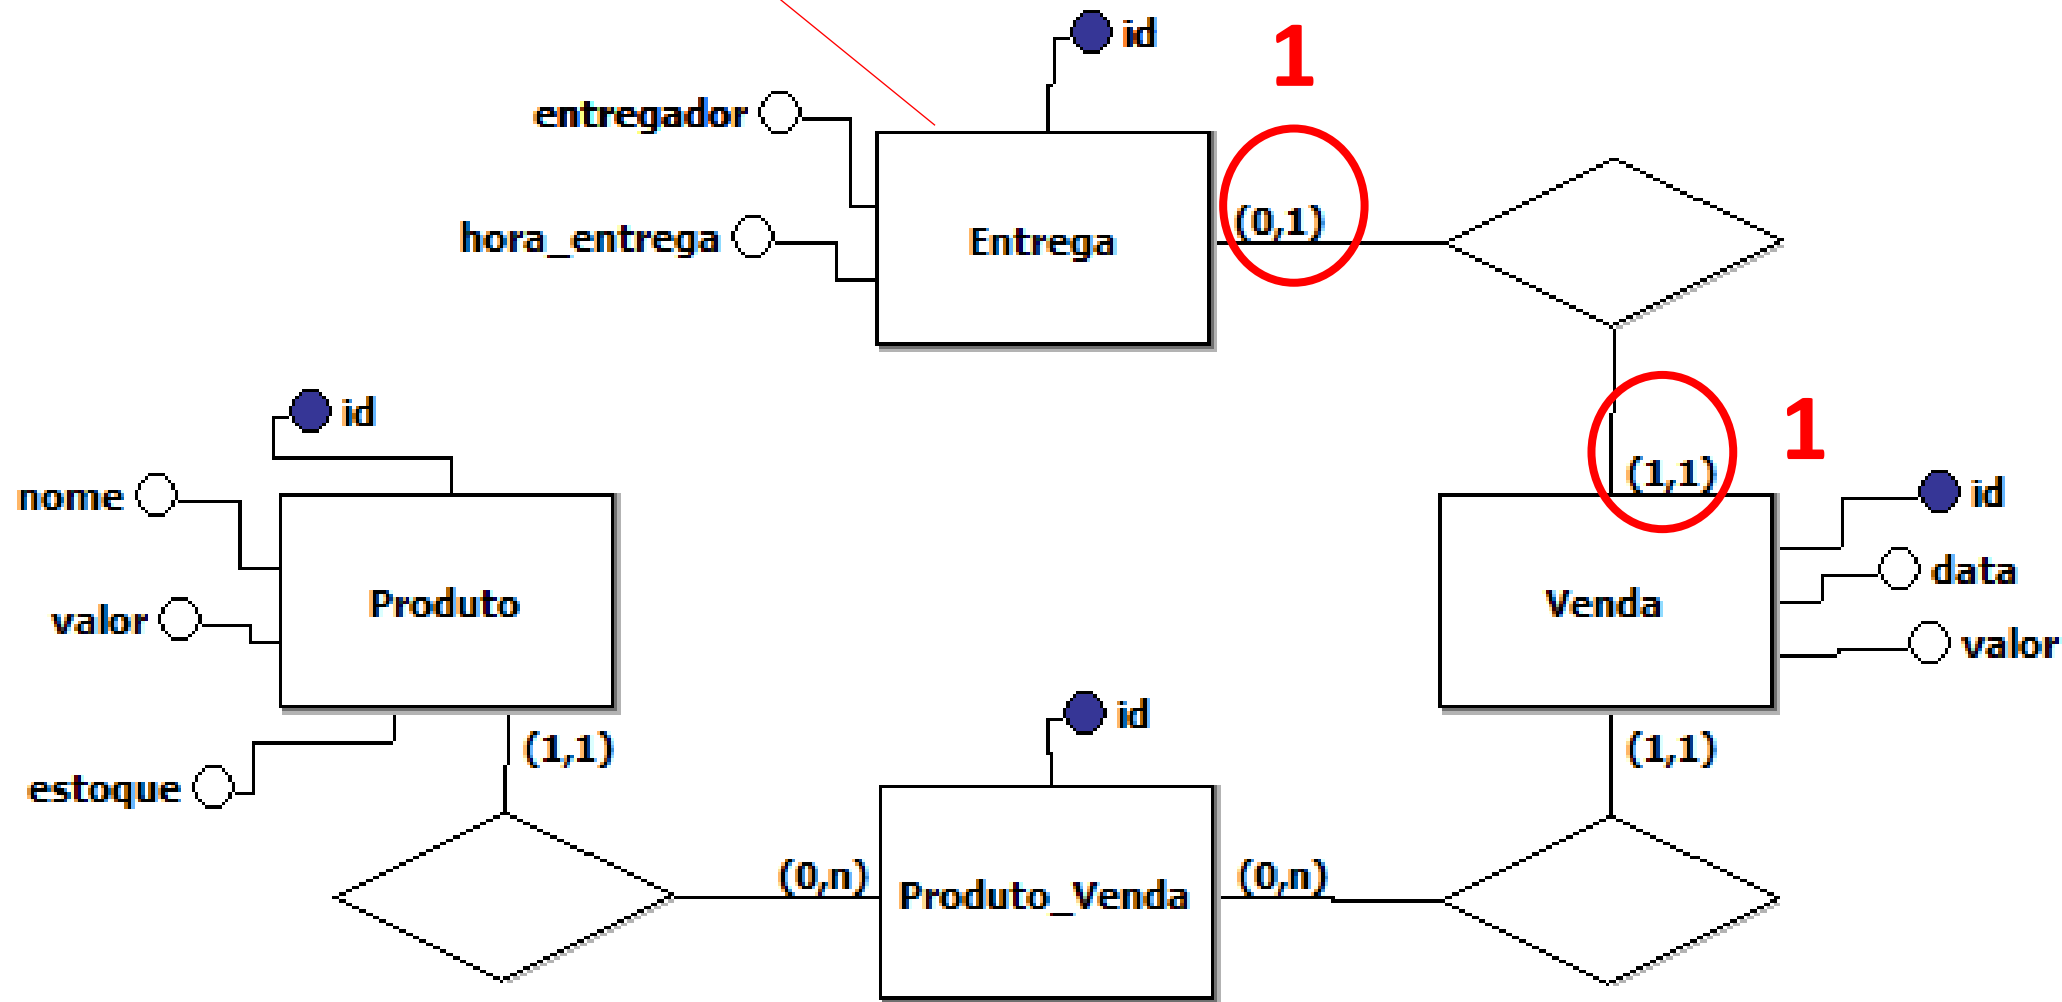 id
1
entregador
hora_entrega
(0,1)
Entrega
id
1
(1,1)
nome
id
data
valor
Produto
Venda
valor
id
(1,1)
(1,1)
estoque
(0,n)
(0,n)
Produto_Venda